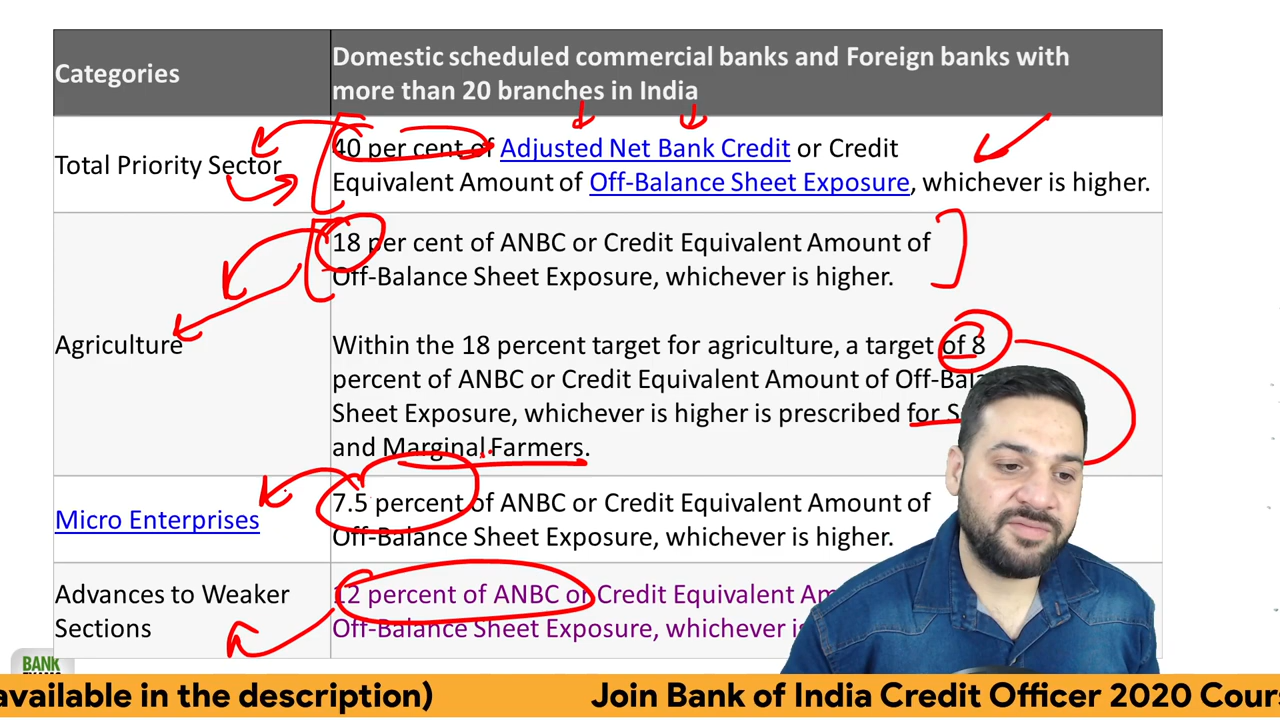 Categories
Domestic scheduled commercial banks and Foreign banks with
more than 20 branches in India
Total Priority Sector
40 per cent of Adjusted Net Bank Credit or Credit
Equivalent Amount of Off-Balance Sheet Exposure, whichever is higher.
Agriculture
18 per cent of ANBC or Credit Equivalent Amount of
Off-Balance Sheet Exposure, whichever is higher.
Within the 18 percent target for agriculture, a target of 8
percent of ANBC or Credit Equivalent Amount of
Sheet Exposure, whichever is higher is prescribed for
and Marginal Farmers.
Micro Enterprises
7.5 percent of ANBC or Credit Equivalent Amount of
Off-Balance Sheet Exposure, whichever is higher.
Advances to Weaker
Sections
12 percent of ANBC or Credit Equivalent
Off-Balance Sheet Exposure, whichever
BANK
available in the description)
Join Bank of India Credit Officer 2020